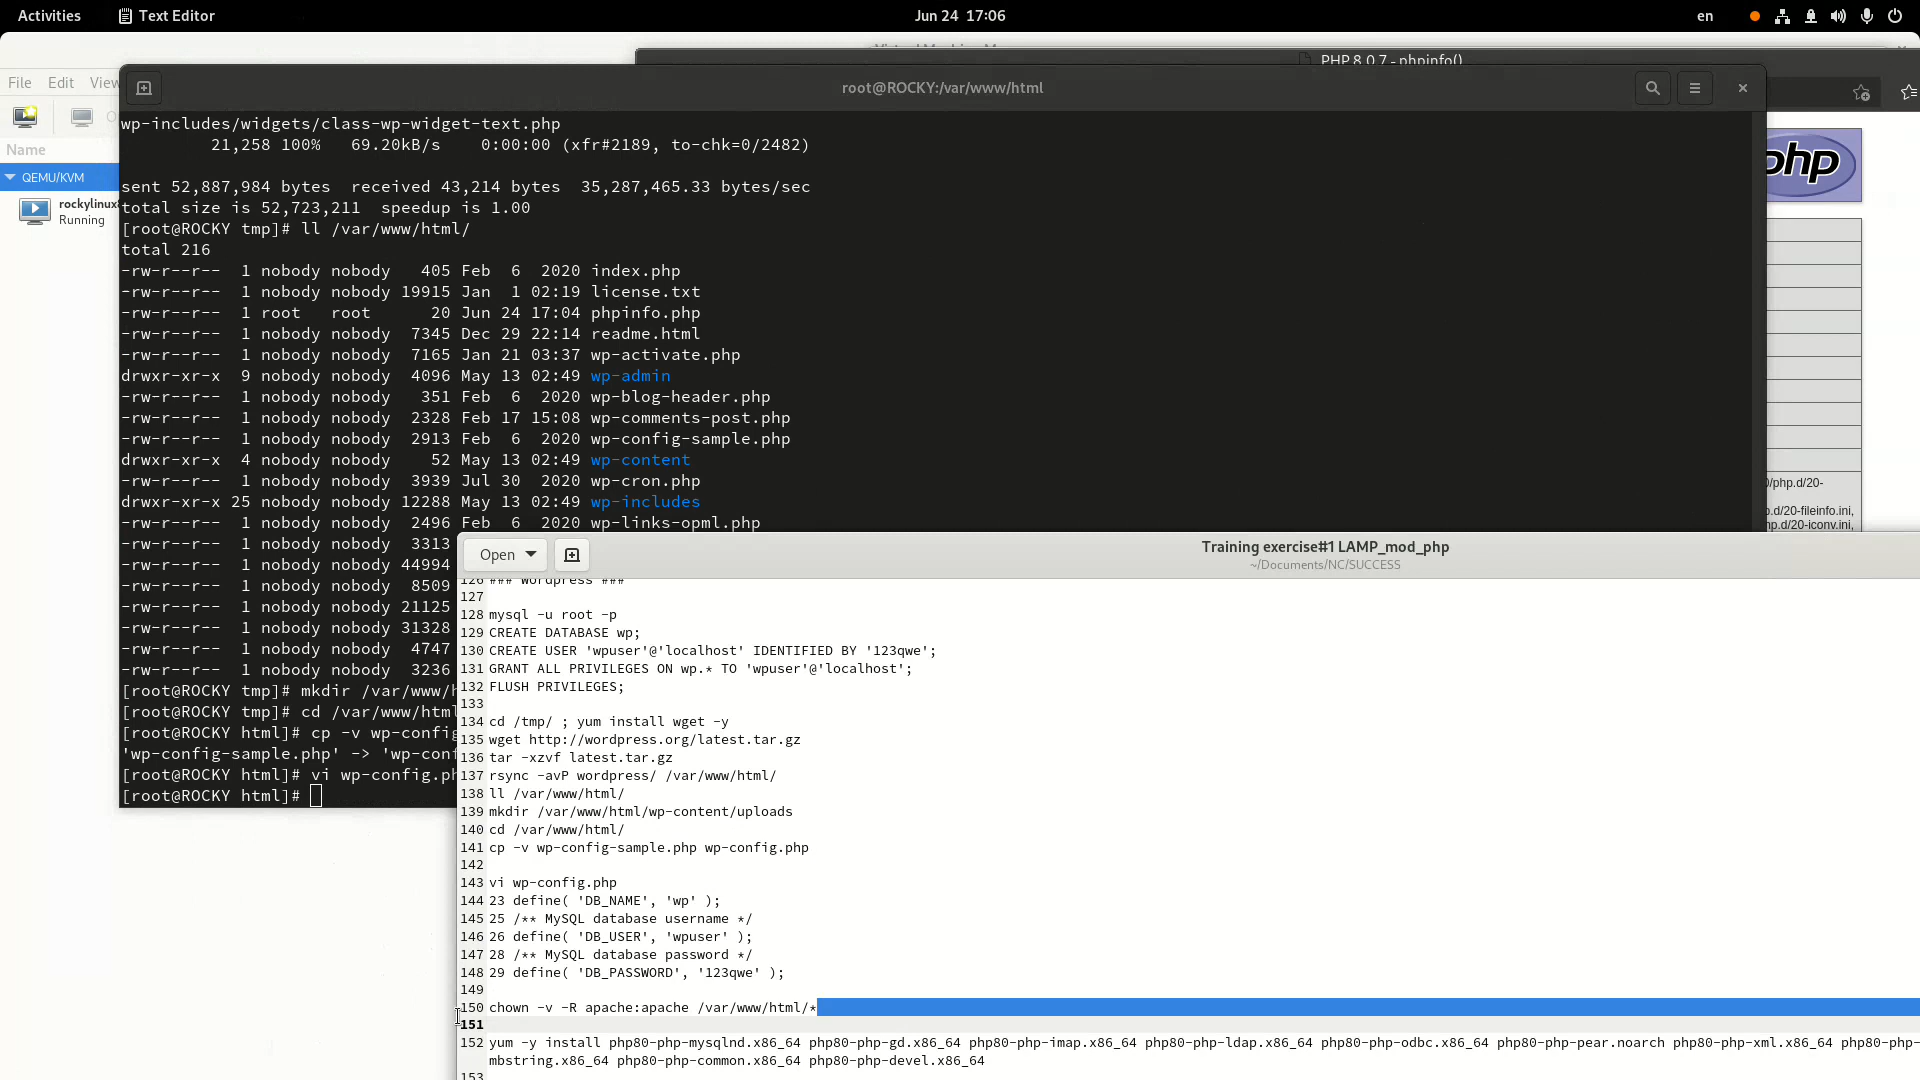 Activities
Text Editor
Jun 24 17:06
en
File Edit View
PHP 8.0.7 - phpinfo()
root@ROCKY:/var/www/html
Name
QEMU/KVM
rockylinux
Running
php
wp-includes/widgets/class-wp-widget-text.php
21,258 100% 69.20kB/s 0:00:00 (xfr#2189, to-chk=0/2482)
sent 52,887,984 bytes received 43,214 bytes 35,287,465.33 bytes/sec
total size is 52,723,211 speedup is 1.00
[root@ROCKY tmp]# ll /var/www/html/
total 216
-rw-r--r-- 1 nobody nobody 405 Feb 6 2020 index.php
-rw-r--r-- 1 nobody nobody 19915 Jan 1 02:19 license.txt
-rw-r--r-- 1 root root 20 Jun 24 17:04 phpinfo.php
-rw-r--r-- 1 nobody nobody 7345 Dec 29 22:14 readme.html
-rw-r--r-- 1 nobody nobody 7165 Jan 21 03:37 wp-activate.php
drwxr-xr-x 9 nobody nobody 4096 May 13 02:49 wp-admin
-rw-r--r-- 1 nobody nobody 351 Feb 6 2020 wp-blog-header.php
-rw-r--r-- 1 nobody nobody 2328 Feb 17 15:08 wp-comments-post.php
-rw-r--r-- 1 nobody nobody 2913 Feb 6 2020 wp-config-sample.php
drwxr-xr-x 4 nobody nobody 52 May 13 02:49 wp-content
-rw-r--r-- 1 nobody nobody 3939 Jul 30 2020 wp-cron.php
drwxr-xr-x 25 nobody nobody 12288 May 13 02:49 wp-includes
-rw-r--r-- 1 nobody nobody 2496 Feb 6 2020 wp-links-opml.php
-rw-r--r-- 1 nobody nobody 3313
-rw-r--r-- 1 nobody nobody 44994
-rw-r--r-- 1 nobody nobody 8509
-rw-r--r-- 1 nobody nobody 21125
-rw-r--r-- 1 nobody nobody 31328
-rw-r--r-- 1 nobody nobody 4747
-rw-r--r-- 1 nobody nobody 3236
[root@ROCKY tmp]# mkdir /var/www/h
[root@ROCKY tmp]# cd /var/www/html
[root@ROCKY html]# cp -v wp-config
'wp-config-sample.php' -> 'wp-conf
[root@ROCKY html]# vi wp-config.ph
[root@ROCKY html]#
0/php.d/20-
p.d/20-fileinfo.ini,
hp.d/20-iconv.ini,
Open
Training exercise#1 LAMP_mod_php
~/Documents/NC/SUCCESS
126 ### Wordpress ###
127
128 mysql -u root -p
129 CREATE DATABASE wp;
130 CREATE USER 'wpuser'@'localhost' IDENTIFIED BY '123qwe';
131 GRANT ALL PRIVILEGES ON wp.* TO 'wpuser'@'localhost';
132 FLUSH PRIVILEGES;
133
134 cd /tmp/ ; yum install wget -y
135 wget http://wordpress.org/latest.tar.gz
136 tar -xzvf latest.tar.gz
137 rsync -avP wordpress/ /var/www/html/
138 ll /var/www/html/
139 mkdir /var/www/html/wp-content/uploads
140 cd /var/www/html/
141 cp -v wp-config-sample.php wp-config.php
142
143 vi wp-config.php
144 23 define( 'DB_NAME', 'wp' );
145 25 /** MySQL database username */
146 26 define( 'DB_USER', 'wpuser' );
147 28 /** MySQL database password */
148 29 define( 'DB_PASSWORD', '123qwe' );
149
150 chown -v -R apache:apache /var/www/html/*
151
152 yum -y install php80-php-mysqlnd.x86_64 php80-php-gd.x86_64 php80-php-imap.x86_64 php80-php-ldap.x86_64 php80-php-odbc.x86_64 php80-php-pear.noarch php80-php-xml.x86_64 php80-php-
mbstring.x86_64 php80-php-common.x86_64 php80-php-devel.x86_64
153